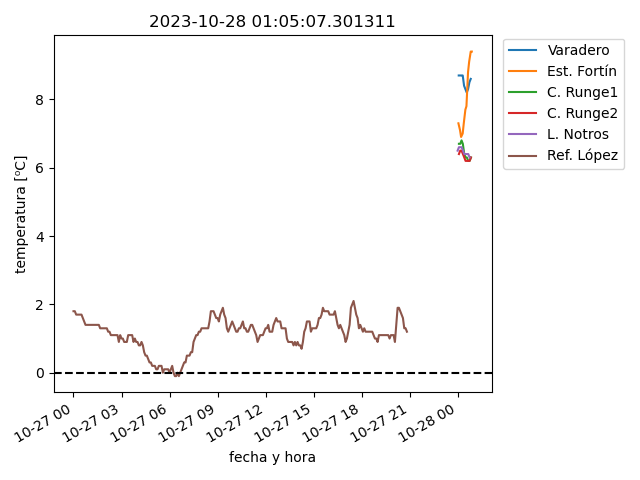 2023-10-28 01:05:07.301311
temperatura [ºC]
8
6
4
2
0
10-27 00
10-27 03
10-27 06
10-27 09
10-27 12
10-27 15
10-27 18
10-27 21
10-28 00
fecha y hora
Varadero
Est. Fortín
C. Runge1
C. Runge2
L. Notros
Ref. López